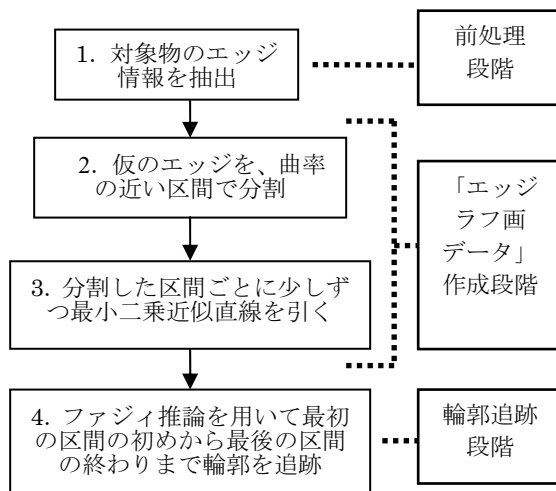 1. 対象物のエッジ
情報を抽出
前処理
段階
2. 仮のエッジを、曲率
の近い区間で分割
3. 分割した区間ごとに少しず
つ最小二乗近似直線を引く
「エッジ
ラフ画
データ」
作成段階
4. ファジィ推論を用いて最初
の区間の初めから最後の区間
の終わりまで輪郭を追跡
輪郭追跡
段階